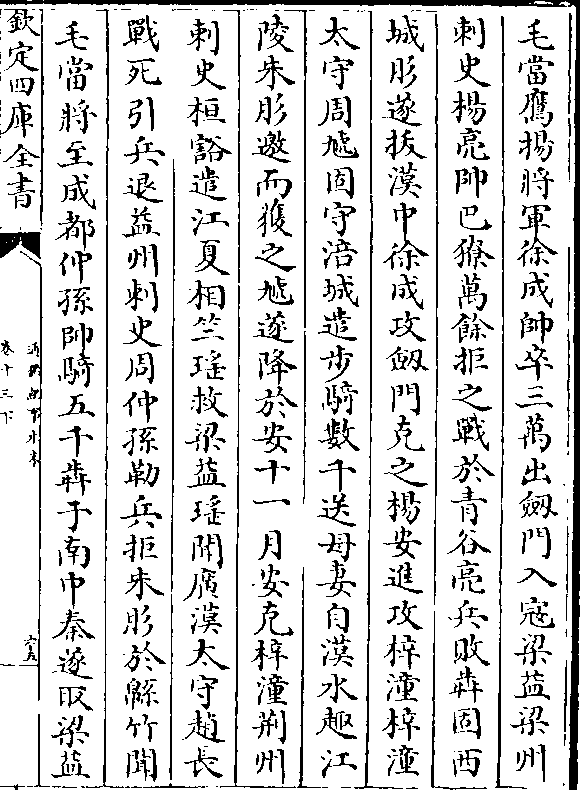 毛當鷹揚將軍徐成帥卒三萬出劔門入寇梁益梁州
刺史楊亮帥巴獠萬餘拒之戰於青谷亮兵敗犇固西
城肜遂拔漢中徐成攻劔門克之楊安進攻梓潼梓潼
太守周虓固守涪城遣步騎數千送母妻自漢水趣江
陵朱肜邀而獲之虓遂降於安十一月安克梓潼荆州
刺史桓豁遣江夏相竺瑤救梁益瑤聞廣漢太守趙長
戰死引兵退益州刺史周仲孫勒兵拒朱肜於緜竹聞
毛當將至成都仲孫帥騎五千犇于南中秦遂取梁益
欽定四庫全書
通鑑紀事本末
卷十三下
六五